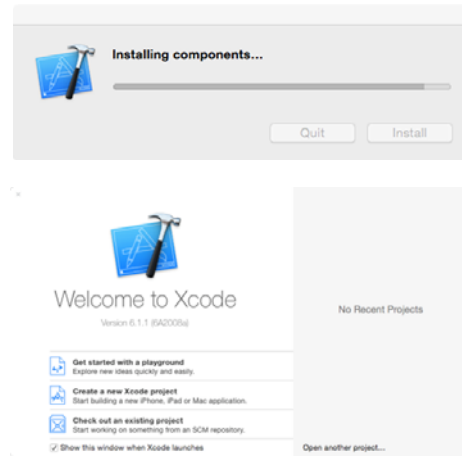 Installing components...
Quit
Install
Welcome to Xcode
Version 6.1.1 (6A2008a)
No Recent Projects
Get started with a playground
Explore new ideas quickly and easily.
Create a new Xcode project
Start building a new iPhone, iPad or Mac application.
Check out an existing project
Start working on something from an SCM repository.
Show this window when Xcode launches
Open another project...